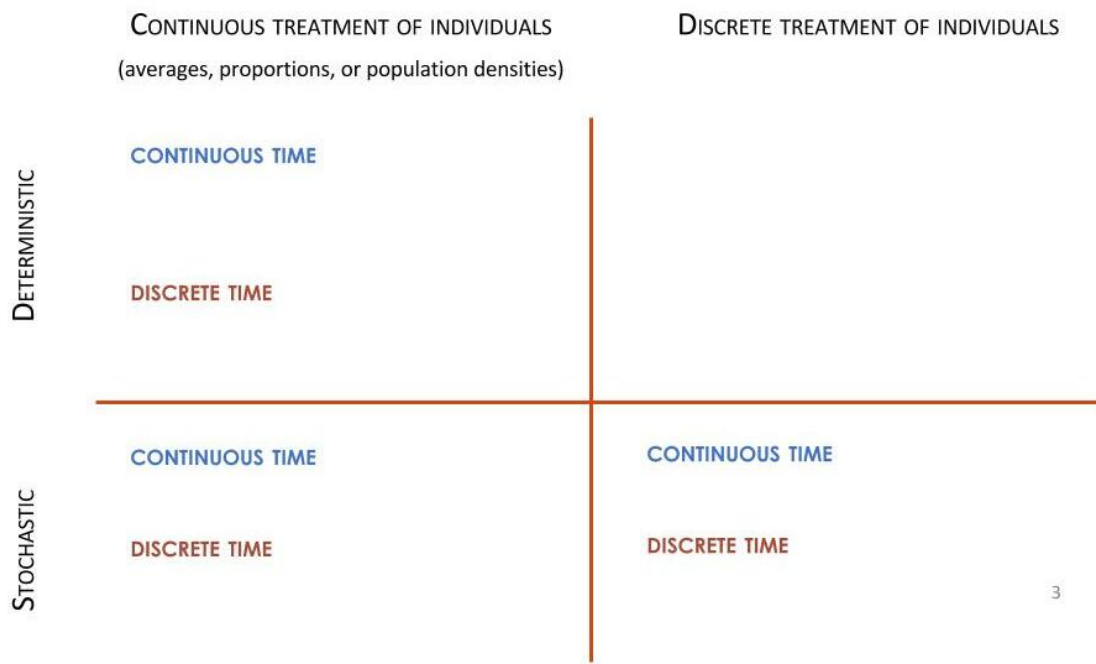 CONTINUOUS TREATMENT OF INDIVIDUALS
(averages, proportions, or population densities)
DISCRETE TREATMENT OF INDIVIDUALS
DETERMINISTIC
CONTINUOUS TIME
DISCRETE TIME
STOCHASTIC
CONTINUOUS TIME
DISCRETE TIME
CONTINUOUS TIME
DISCRETE TIME
3